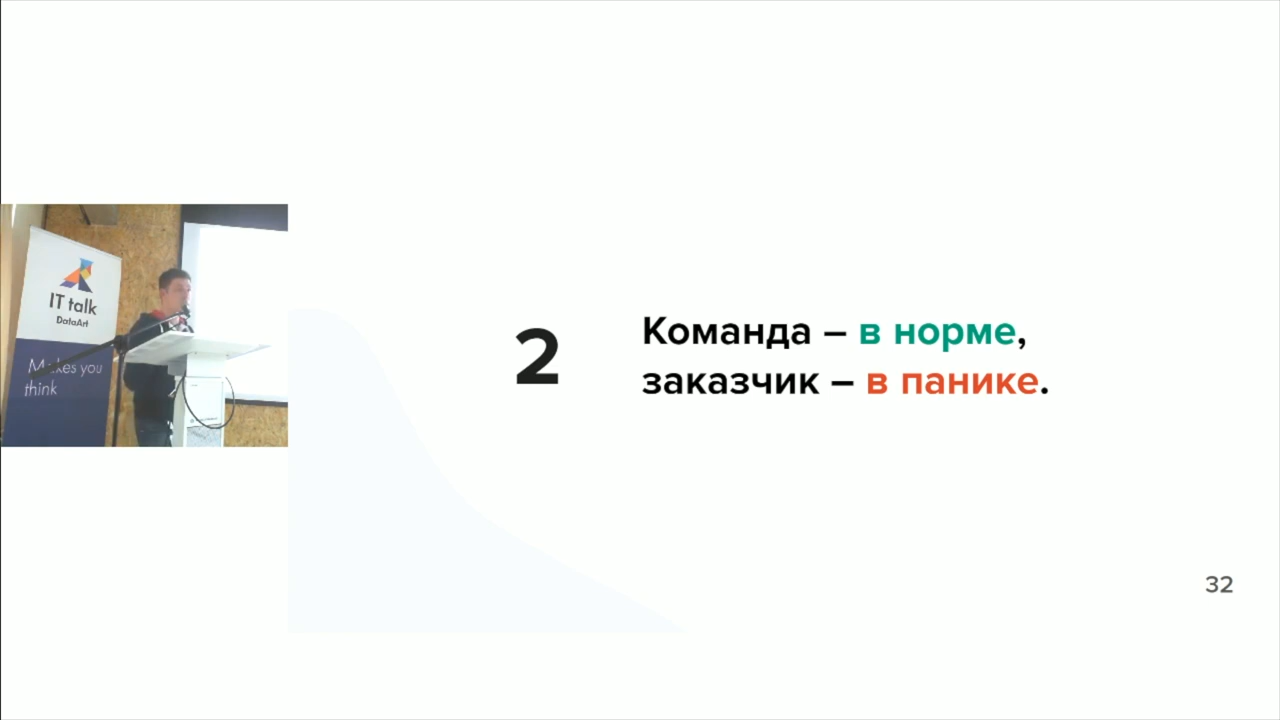 IT talk
DataArt
Makes you
think
2
Команда – в норме,
заказчик – в панике.
32